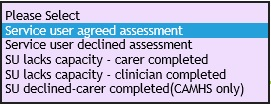 Please Select
Service user agreed assessment
Service user declined assessment
SU lacks capacity - carer completed
SU lacks capacity - clinician completed
SU declined-carer completed(CAMHS only)